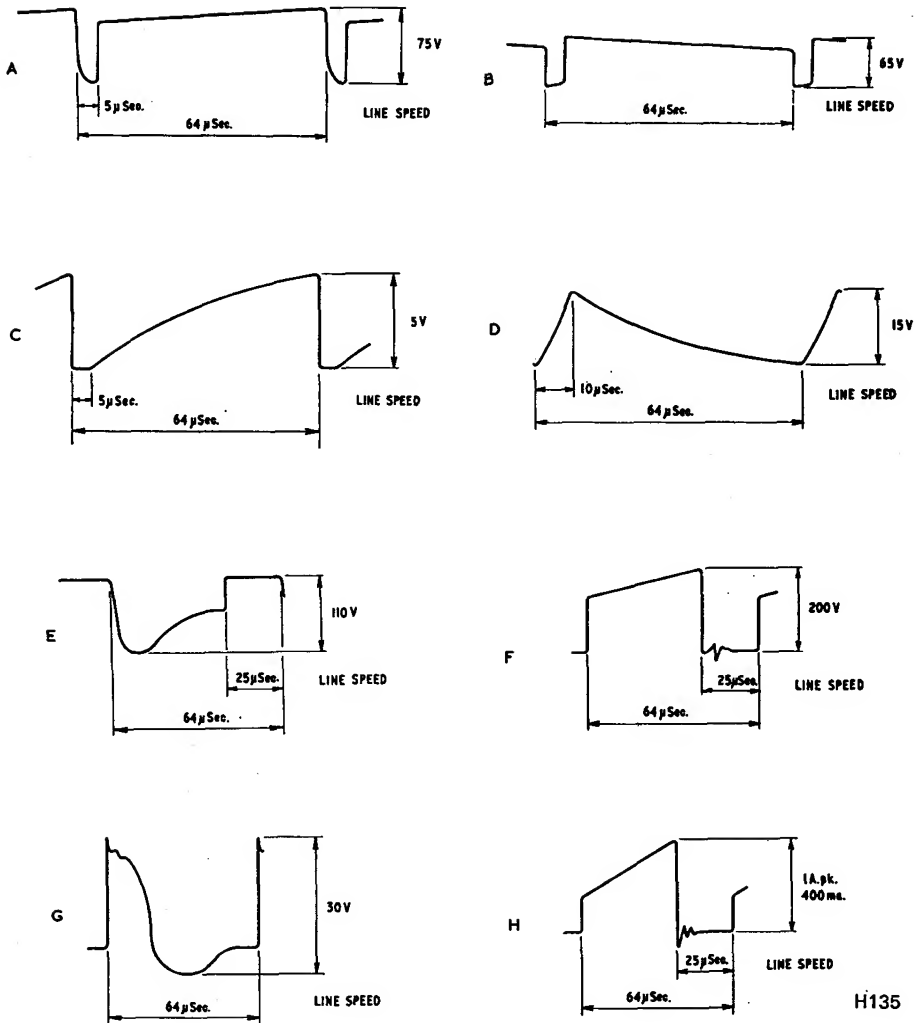 A
75V
5μSec.
64μSec.
LINE SPEED
B
65V
64μSec.
LINE SPEED
C
5V
5μSec.
64μSec.
LINE SPEED
D
15V
10μSec.
64μSec.
LINE SPEED
E
110V
25μSec.
64μSec.
LINE SPEED
F
200V
25μSec.
64μSec.
LINE SPEED
G
30V
64μSec.
LINE SPEED
H
1A.pk.
400ma.
25μSec.
64μSec.
LINE SPEED
H135